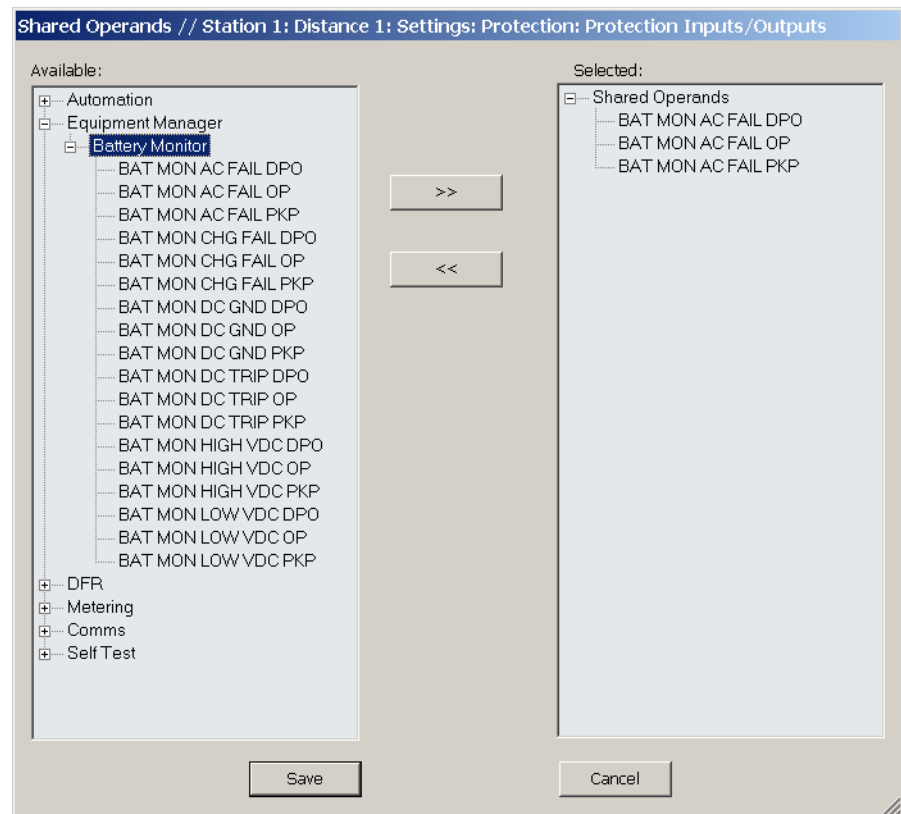 Shared Operands // Station 1: Distance 1: Settings: Protection: Protection Inputs/Outputs
Available:
Automation
Equipment Manager
Battery Monitor
BAT MON AC FAIL DPO
BAT MON AC FAIL OP
BAT MON AC FAIL PKP
BAT MON CHG FAIL DPO
BAT MON CHG FAIL OP
BAT MON CHG FAIL PKP
BAT MON DC GND DPO
BAT MON DC GND OP
BAT MON DC GND PKP
BAT MON DC TRIP DPO
BAT MON DC TRIP OP
BAT MON DC TRIP PKP
BAT MON HIGH VDC DPO
BAT MON HIGH VDC OP
BAT MON HIGH VDC PKP
BAT MON LOW VDC DPO
BAT MON LOW VDC OP
BAT MON LOW VDC PKP
DFR
Metering
Comms
Self Test
>>
<<
Selected:
Shared Operands
BAT MON AC FAIL DPO
BAT MON AC FAIL OP
BAT MON AC FAIL PKP
Save
Cancel